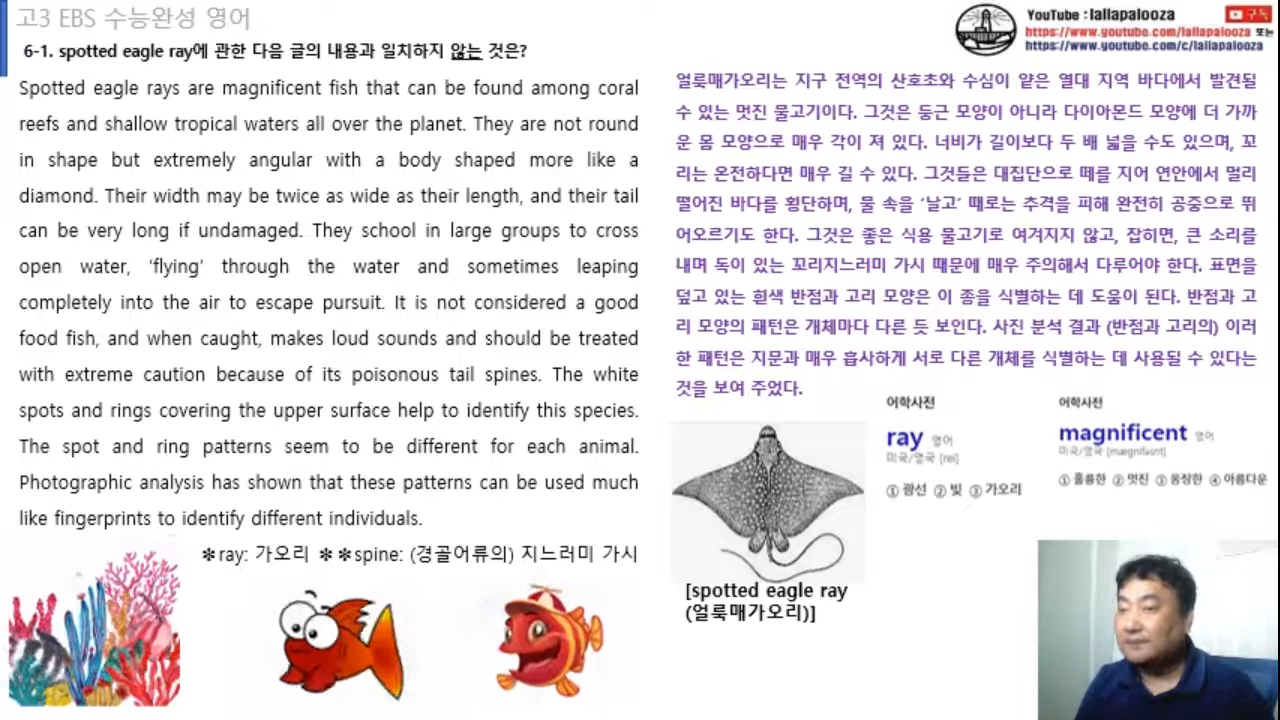 고3 EBS 수능완성 영어
6-1. spotted eagle ray에 관한 다음 글의 내용과 일치하지 않는 것은?
Spotted eagle rays are magnificent fish that can be found among coral
reefs and shallow tropical waters all over the planet. They are not round
in shape but extremely angular with a body shaped more like a
diamond. Their width may be twice as wide as their length, and their tail
can be very long if undamaged. They school in large groups to cross
open water, ‘flying’ through the water and sometimes leaping
completely into the air to escape pursuit. It is not considered a good
food fish, and when caught, makes loud sounds and should be treated
with extreme caution because of its poisonous tail spines. The white
spots and rings covering the upper surface help to identify this species.
The spot and ring patterns seem to be different for each animal.
Photographic analysis has shown that these patterns can be used much
like fingerprints to identify different individuals.
✻ray: 가오리 ✻✻spine: (경골어류의) 지느러미 가시
YouTube : lallapalooza
구독
https://www.youtube.com/lallapalooza 또는
https://www.youtube.com/c/lallapalooza
얼룩매가오리는 지구 전역의 산호초와 수심이 얕은 열대 지역 바다에서 발견될
수 있는 멋진 물고기이다. 그것은 둥근 모양이 아니라 다이아몬드 모양에 더 가까
운 몸 모양으로 매우 각이 져 있다. 너비가 길이보다 두 배 넓을 수도 있으며, 꼬
리는 온전하다면 매우 길 수 있다. 그것들은 대집단으로 떼를 지어 연안에서 멀리
떨어진 바다를 횡단하며, 물 속을 ‘날고’ 때로는 추격을 피해 완전히 공중으로 뛰
어오르기도 한다. 그것은 좋은 식용 물고기로 여겨지지 않고, 잡히면, 큰 소리를
내며 독이 있는 꼬리지느러미 가시 때문에 매우 주의해서 다루어야 한다. 표면을
덮고 있는 흰색 반점과 고리 모양은 이 종을 식별하는 데 도움이 된다. 반점과 고
리 모양의 패턴은 개체마다 다른 듯 보인다. 사진 분석 결과 (반점과 고리의) 이러
한 패턴은 지문과 매우 흡사하게 서로 다른 개체를 식별하는 데 사용될 수 있다는
것을 보여 주었다.
어학사전
ray 영어
미국/영국 [rei]
① 광선 ② 빛 ③ 가오리
어학사전
magnificent 영어
미국/영국 [mægnɪfɪsnt]
① 훌륭한 ② 멋진 ③ 웅장한 ④ 아름다운
[spotted eagle ray
(얼룩매가오리)]